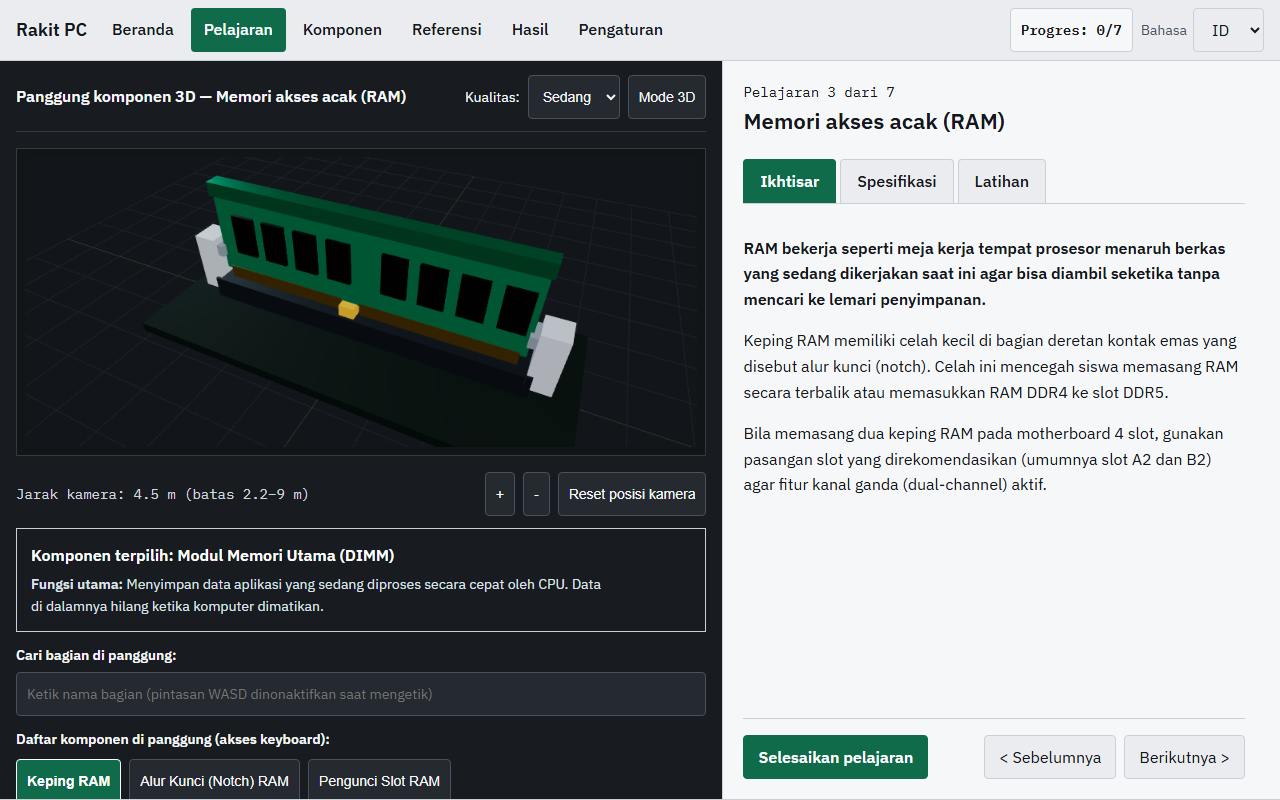 Rakit PC
Beranda
Pelajaran
Komponen
Referensi
Hasil
Pengaturan
Progres: 0/7
Bahasa
ID
Panggung komponen 3D — Memori akses acak (RAM)
Kualitas:
Sedang
Mode 3D
Jarak kamera: 4.5 m (batas 2.2–9 m)
+
-
Reset posisi kamera
Komponen terpilih: Modul Memori Utama (DIMM)
Fungsi utama: Menyimpan data aplikasi yang sedang diproses secara cepat oleh CPU. Data
di dalamnya hilang ketika komputer dimatikan.
Cari bagian di panggung:
Ketik nama bagian (pintasan WASD dinonaktifkan saat mengetik)
Daftar komponen di panggung (akses keyboard):
Keping RAM
Alur Kunci (Notch) RAM
Pengunci Slot RAM
Pelajaran 3 dari 7
Memori akses acak (RAM)
Ikhtisar
Spesifikasi
Latihan
RAM bekerja seperti meja kerja tempat prosesor menaruh berkas
yang sedang dikerjakan saat ini agar bisa diambil seketika tanpa
mencari ke lemari penyimpanan.
Keping RAM memiliki celah kecil di bagian deretan kontak emas yang
disebut alur kunci (notch). Celah ini mencegah siswa memasang RAM
secara terbalik atau memasukkan RAM DDR4 ke slot DDR5.
Bila memasang dua keping RAM pada motherboard 4 slot, gunakan
pasangan slot yang direkomendasikan (umumnya slot A2 dan B2)
agar fitur kanal ganda (dual-channel) aktif.
Selesaikan pelajaran
< Sebelumnya
Berikutnya >